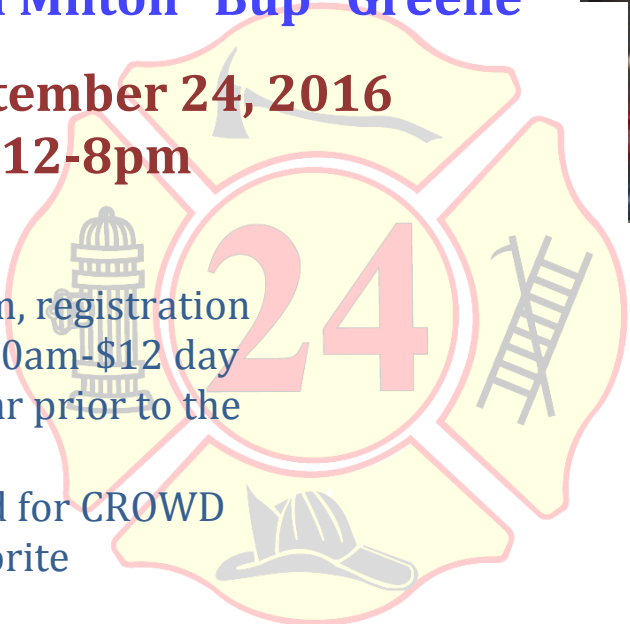 Milton "Bup" Greene
tember 24, 2016
12-8pm
24
m, registration
0am-$12 day
ar prior to the
d for CROWD
orite